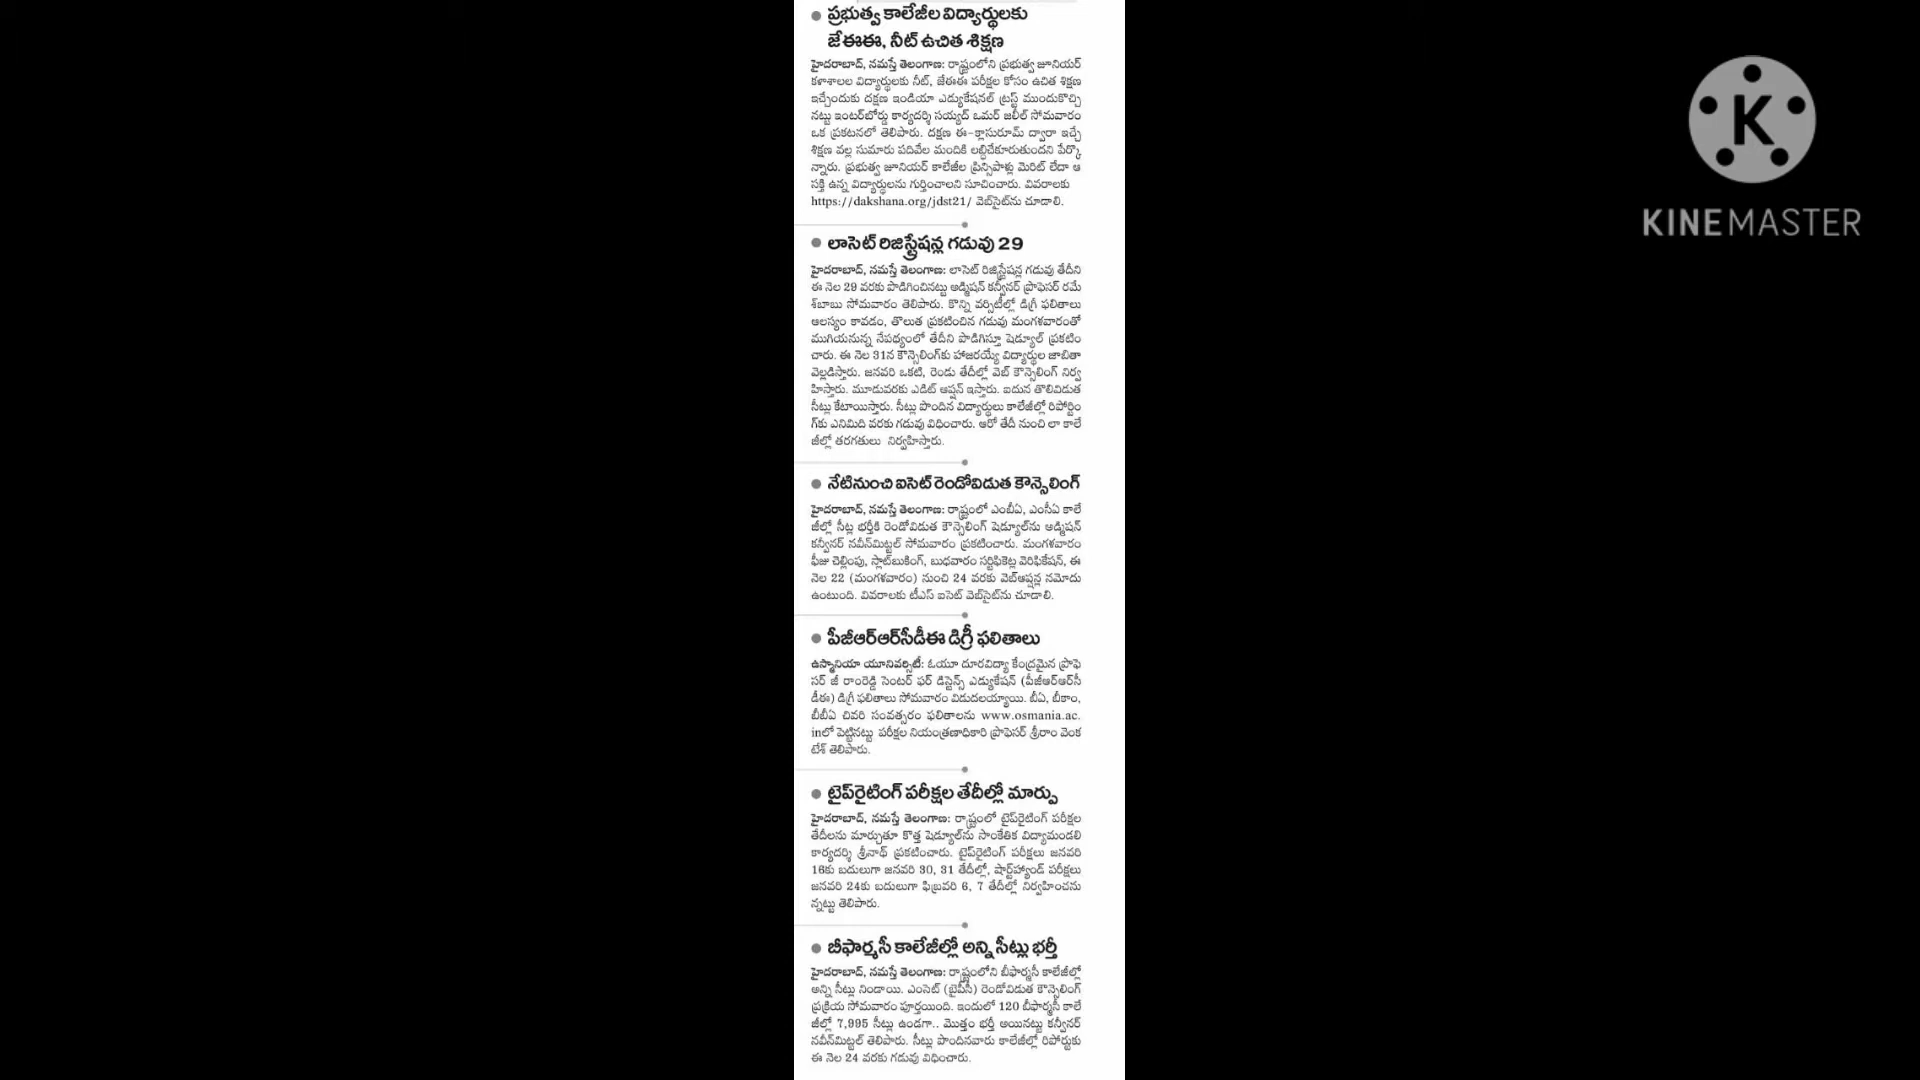 ప్రభుత్వ కాలేజీల విద్యార్థులకు
జేఈఈ, నీట్ ఉచిత శిక్షణ
హైదరాబాద్, నమస్తే తెలంగాణ: రాష్ట్రంలోని ప్రభుత్వ జూనియర్
కళాశాలల విద్యార్థులకు నీట్, జేఈఈ పరీక్షల కోసం ఉచిత శిక్షణ
ఇచ్చేందుకు దక్షణ ఇండియా ఎడ్యుకేషనల్ ట్రస్ట్ ముందుకొచ్చి
నట్టు ఇంటర్‌బోర్డు కార్యదర్శి సయ్యద్ ఒమర్ జలీల్ సోమవారం
ఒక ప్రకటనలో తెలిపారు. దక్షణ ఈ-క్లాసురూమ్ ద్వారా ఇచ్చే
శిక్షణ వల్ల సుమారు పదివేల మందికి లబ్ధిచేకూరుతుందని పేర్కొ
న్నారు. ప్రభుత్వ జూనియర్ కాలేజీల ప్రిన్సిపాళ్లు మెరిట్ లేదా ఆ
సక్తి ఉన్న విద్యార్థులను గుర్తించాలని సూచించారు. వివరాలకు
https://dakshana.org/jdst21/ వెబ్‌సైట్‌ను చూడాలి.
లాసెట్ రిజిస్ట్రేషన్ల గడువు 29
హైదరాబాద్, నమస్తే తెలంగాణ: లాసెట్ రిజిస్ట్రేషన్ల గడువు తేదీని
ఈ నెల 29 వరకు పొడిగించినట్టు అడ్మిషన్ కన్వీనర్ ప్రొఫెసర్ రమే
శ్‌బాబు సోమవారం తెలిపారు. కొన్ని వర్సిటీల్లో డిగ్రీ ఫలితాలు
ఆలస్యం కావడం, తొలుత ప్రకటించిన గడువు మంగళవారంతో
ముగియనున్న నేపథ్యంలో తేదీని పొడిగిస్తూ షెడ్యూల్ ప్రకటిం
చారు. ఈ నెల 31న కౌన్సెలింగ్‌కు హాజరయ్యే విద్యార్థుల జాబితా
వెల్లడిస్తారు. జనవరి ఒకటి, రెండు తేదీల్లో వెబ్ కౌన్సెలింగ్ నిర్వ
హిస్తారు. మూడువరకు ఎడిట్ ఆప్షన్ ఇస్తారు. ఐదున తొలివిడుత
సీట్లు కేటాయిస్తారు. సీట్లు పొందిన విద్యార్థులు కాలేజీల్లో రిపోర్టిం
గ్‌కు ఎనిమిది వరకు గడువు విధించారు. ఆరో తేదీ నుంచి లా కాలే
జీల్లో తరగతులు నిర్వహిస్తారు.
నేటినుంచి ఐసెట్ రెండోవిడుత కౌన్సెలింగ్
హైదరాబాద్, నమస్తే తెలంగాణ: రాష్ట్రంలో ఎంబీఏ, ఎంసీఏ కాలే
జీల్లో సీట్ల భర్తీకి రెండోవిడుత కౌన్సెలింగ్ షెడ్యూల్‌ను అడ్మిషన్
కన్వీనర్ నవీన్‌మిట్టల్ సోమవారం ప్రకటించారు. మంగళవారం
ఫీజు చెల్లింపు, స్లాట్‌బుకింగ్, బుధవారం సర్టిఫికెట్ల వెరిఫికేషన్, ఈ
నెల 22 (మంగళవారం) నుంచి 24 వరకు వెబ్‌ఆప్షన్ల నమోదు
ఉంటుంది. వివరాలకు టీఎస్ ఐసెట్ వెబ్‌సైట్‌ను చూడాలి.
పీజీఆర్ఆర్‌సీడీఈ డిగ్రీ ఫలితాలు
ఉస్మానియా యూనివర్సిటీ: ఓయూ దూరవిద్యా కేంద్రమైన ప్రొఫె
సర్ జీ రాంరెడ్డి సెంటర్ ఫర్ డిస్టెన్స్ ఎడ్యుకేషన్ (పీజీఆర్ఆర్‌సీ
డీఈ) డిగ్రీ ఫలితాలు సోమవారం విడుదలయ్యాయి. బీఏ, బీకాం,
బీబీఏ చివరి సంవత్సరం ఫలితాలను www.osmania.ac.
inలో పెట్టినట్టు పరీక్షల నియంత్రణాధికారి ప్రొఫెసర్ శ్రీరాం వెంక
టేశ్ తెలిపారు.
టైప్‌రైటింగ్ పరీక్షల తేదీల్లో మార్పు
హైదరాబాద్, నమస్తే తెలంగాణ: రాష్ట్రంలో టైప్‌రైటింగ్ పరీక్షల
తేదీలను మార్చుతూ కొత్త షెడ్యూల్‌ను సాంకేతిక విద్యామండలి
కార్యదర్శి శ్రీనాథ్ ప్రకటించారు. టైప్‌రైటింగ్ పరీక్షలు జనవరి
16కు బదులుగా జనవరి 30, 31 తేదీల్లో, షార్ట్‌హ్యాండ్ పరీక్షలు
జనవరి 24కు బదులుగా ఫిబ్రవరి 6, 7 తేదీల్లో నిర్వహించను
న్నట్టు తెలిపారు.
బీఫార్మసీ కాలేజీల్లో అన్ని సీట్లు భర్తీ
హైదరాబాద్, నమస్తే తెలంగాణ: రాష్ట్రంలోని బీఫార్మసీ కాలేజీల్లో
అన్ని సీట్లు నిండాయి. ఎంసెట్ (బైపీసీ) రెండోవిడుత కౌన్సెలింగ్
ప్రక్రియ సోమవారం పూర్తయింది. ఇందులో 120 బీఫార్మసీ కాలే
జీల్లో 7,995 సీట్లు ఉండగా.. మొత్తం భర్తీ అయినట్టు కన్వీనర్
నవీన్‌మిట్టల్ తెలిపారు. సీట్లు పొందినవారు కాలేజీల్లో రిపోర్టుకు
ఈ నెల 24 వరకు గడువు విధించారు.
K
KINEMASTER